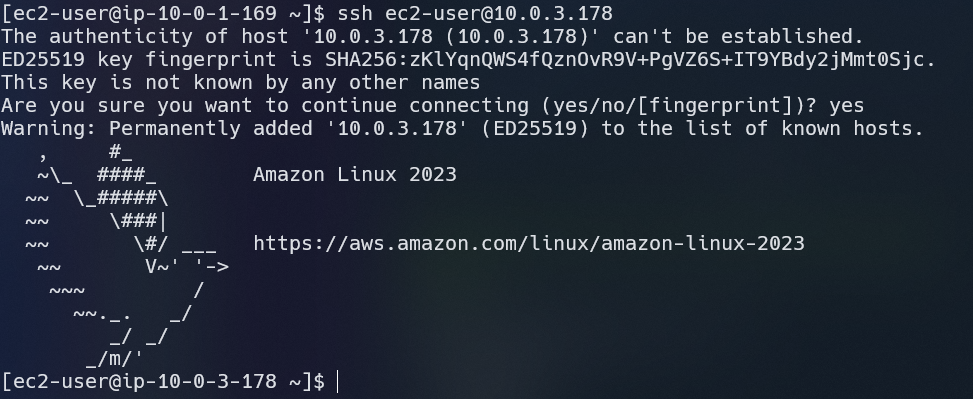 [ec2-user@ip-10-0-1-169 ~]$ ssh ec2-user@10.0.3.178
The authenticity of host '10.0.3.178 (10.0.3.178)' can't be established.
ED25519 key fingerprint is SHA256:zKlYqnQWS4fQznOvR9V+PgVZ6S+IT9YBdy2jMmt0Sjc.
This key is not known by any other names
Are you sure you want to continue connecting (yes/no/[fingerprint])? yes
Warning: Permanently added '10.0.3.178' (ED25519) to the list of known hosts.
   ,     #_
   ~\_  ####_        Amazon Linux 2023
  ~~  \_#####\
  ~~     \###|
  ~~       \#/ ___   https://aws.amazon.com/linux/amazon-linux-2023
   ~~       V~' '->
    ~~~         /
      ~~._.   _/
         _/ _/
       _/m/'
[ec2-user@ip-10-0-3-178 ~]$